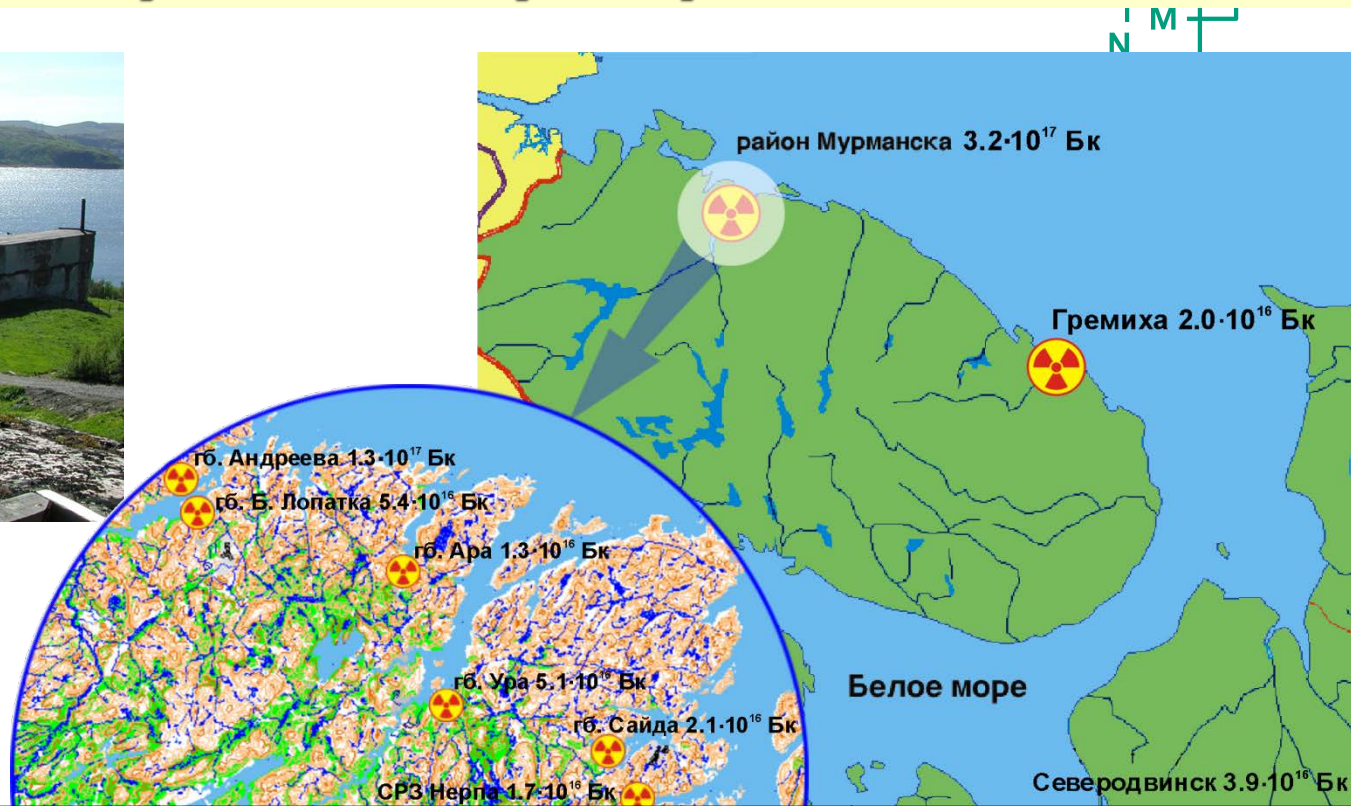 M
N
район Мурманска 3.2·10¹⁷ Бк
Гремиха 2.0·10¹⁶ Бк
гб. Андреева 1.3·10¹⁷ Бк
гб. Б. Лопатка 5.4·10¹⁶ Бк
гб. Ара 1.3·10¹⁶ Бк
гб. Ура 5.1·10¹⁶ Бк
Белое море
гб. Сайда 2.1·10¹⁶ Бк
Северодвинск 3.9·10¹⁶ Бк
СРЗ Нерпа 1.7·10¹⁶ Бк